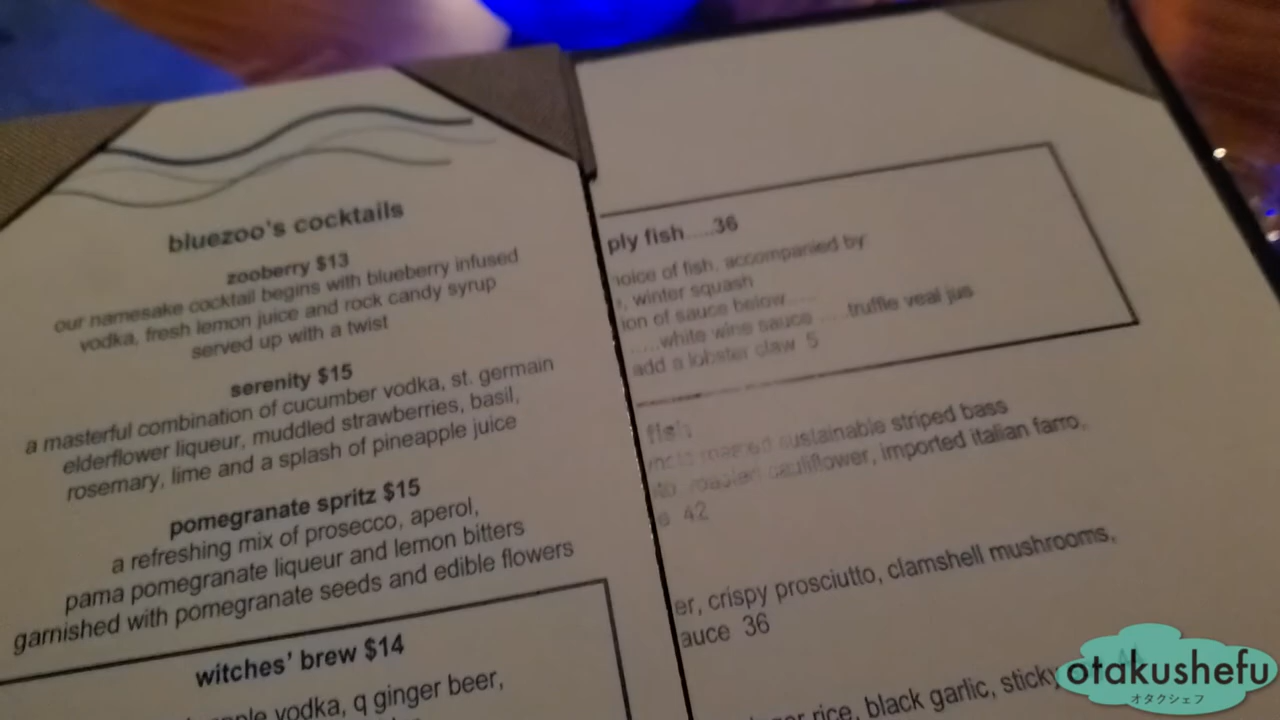 bluezoo's cocktails
zooberry $13
our namesake cocktail begins with blueberry infused
vodka, fresh lemon juice and rock candy syrup
served up with a twist
serenity $15
a masterful combination of cucumber vodka, st. germain
elderflower liqueur, muddled strawberries, basil,
rosemary, lime and a splash of pineapple juice
pomegranate spritz $15
a refreshing mix of prosecco, aperol,
pama pomegranate liqueur and lemon bitters
garnished with pomegranate seeds and edible flowers
witches' brew $14
vodka, q ginger beer,
ply fish.....36
of fish, accompanied by
, winter squash
ion of sauce below.....
.....white wine sauce .....truffle veal jus
add a lobster claw 5
fish
sustainable striped bass
cauliflower, imported italian farro,
42
er, crispy prosciutto, clamshell mushrooms,
auce 36
rice, black garlic, sticky
otakushefu
オタクシェフ